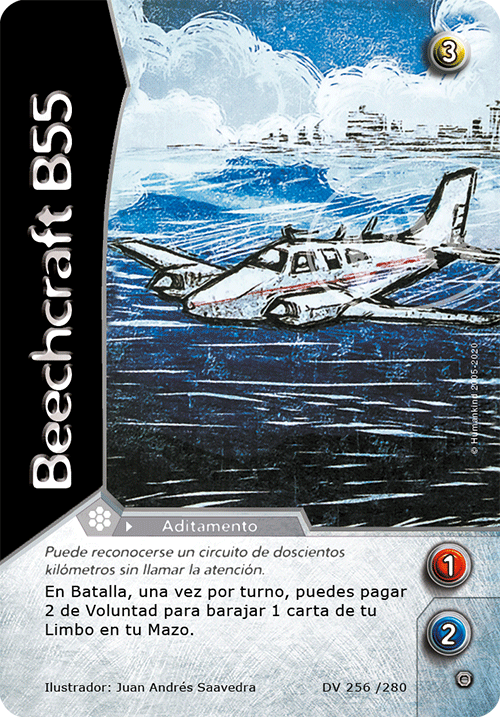 3
Beechcraft B55
© Humankind 2005-2020
Aditamento
Puede reconocerse un circuito de doscientos
kilómetros sin llamar la atención.
En Batalla, una vez por turno, puedes pagar
2 de Voluntad para barajar 1 carta de tu
Limbo en tu Mazo.
1
2
Ilustrador: Juan Andrés Saavedra
DV 256 /280